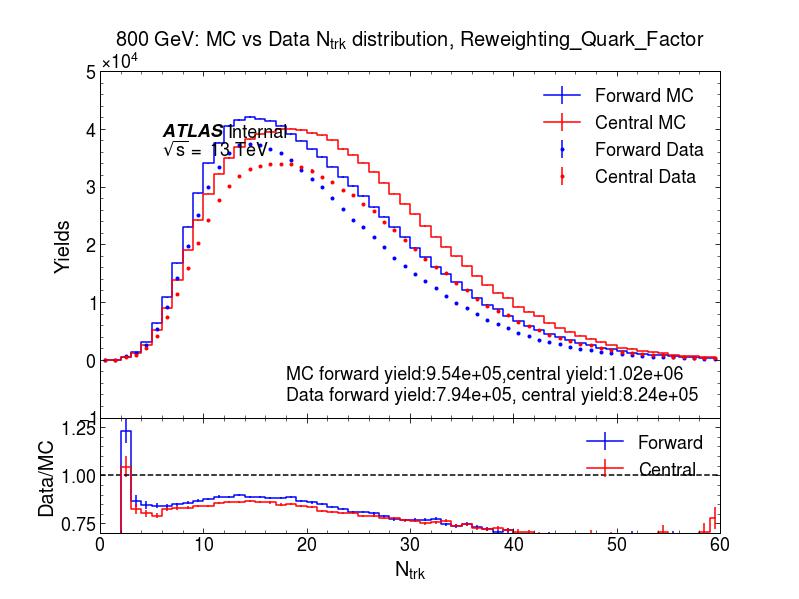 800 GeV: MC vs Data N_trk distribution, Reweighting_Quark_Factor
×10⁴
5
4
3
2
1
0
−1
Yields
ATLAS Internal
√s = 13 TeV
Forward MC
Central MC
Forward Data
Central Data
MC forward yield:9.54e+05,central yield:1.02e+06
Data forward yield:7.94e+05, central yield:8.24e+05
1.25
1.00
0.75
Data/MC
Forward
Central
0 10 20 30 40 50 60
N_trk